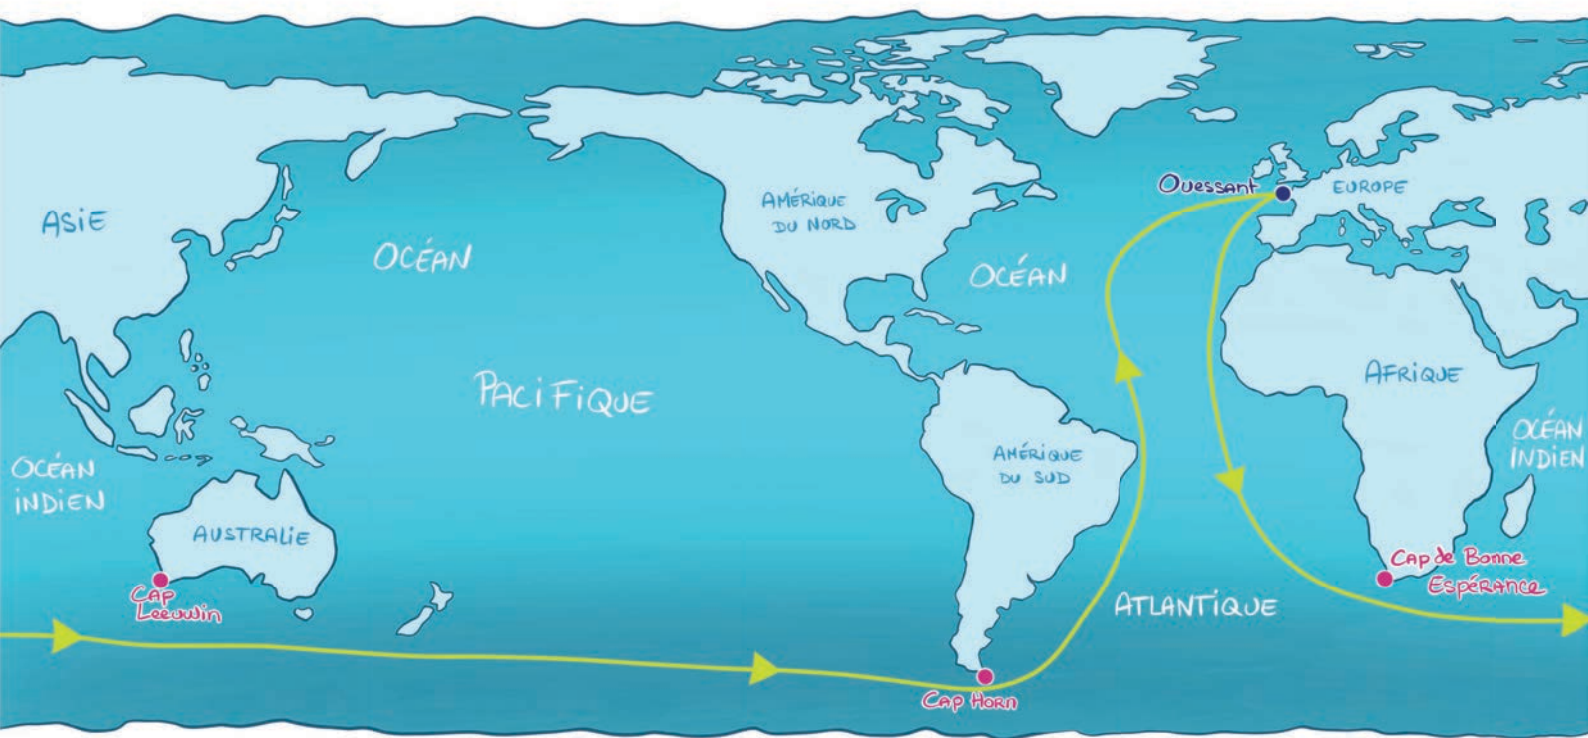 ASIE
OCÉAN
PACIFIQUE
OCÉAN
INDIEN
AUSTRALIE
CAP
Leeuwin
AMÉRIQUE
DU NORD
OCÉAN
ATLANTIQUE
AMÉRIQUE
DU SUD
CAP HORN
Ouessant
EUROPE
AFRIQUE
OCÉAN
INDIEN
CAP de Bonne
Espérance